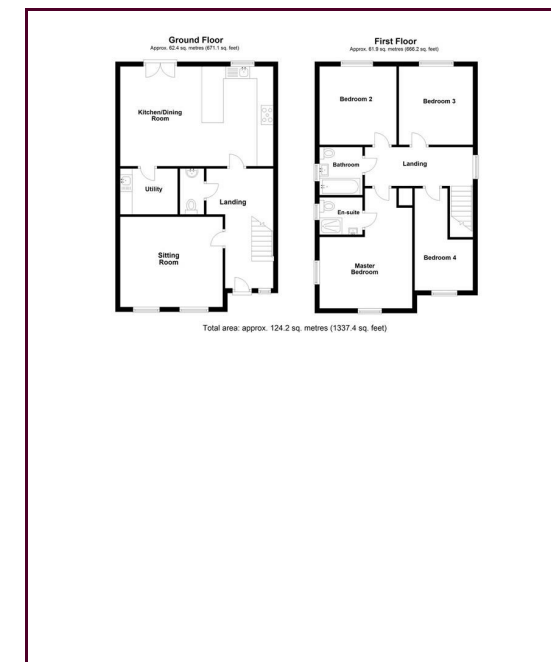 Ground Floor
Approx. 62.4 sq. metres (671.1 sq. feet)
Kitchen/Dining
Room
Utility
Landing
Sitting
Room
First Floor
Approx. 61.9 sq. metres (666.2 sq. feet)
Bedroom 2
Bedroom 3
Bathroom
Landing
En-suite
Master
Bedroom
Bedroom 4
Total area: approx. 124.2 sq. metres (1337.4 sq. feet)